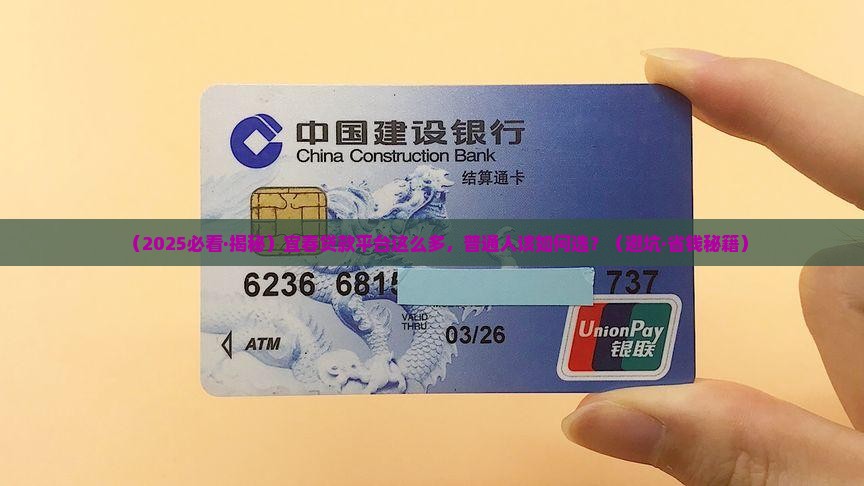 中国建设银行
China Construction Bank
结算通卡
（2025必看·揭秘）宜春贷款平台这么多，普通人该如何选？（避坑·省钱秘籍）
6236 6815 737
VALID
THRU
03/26
ATM
UnionPay
银联